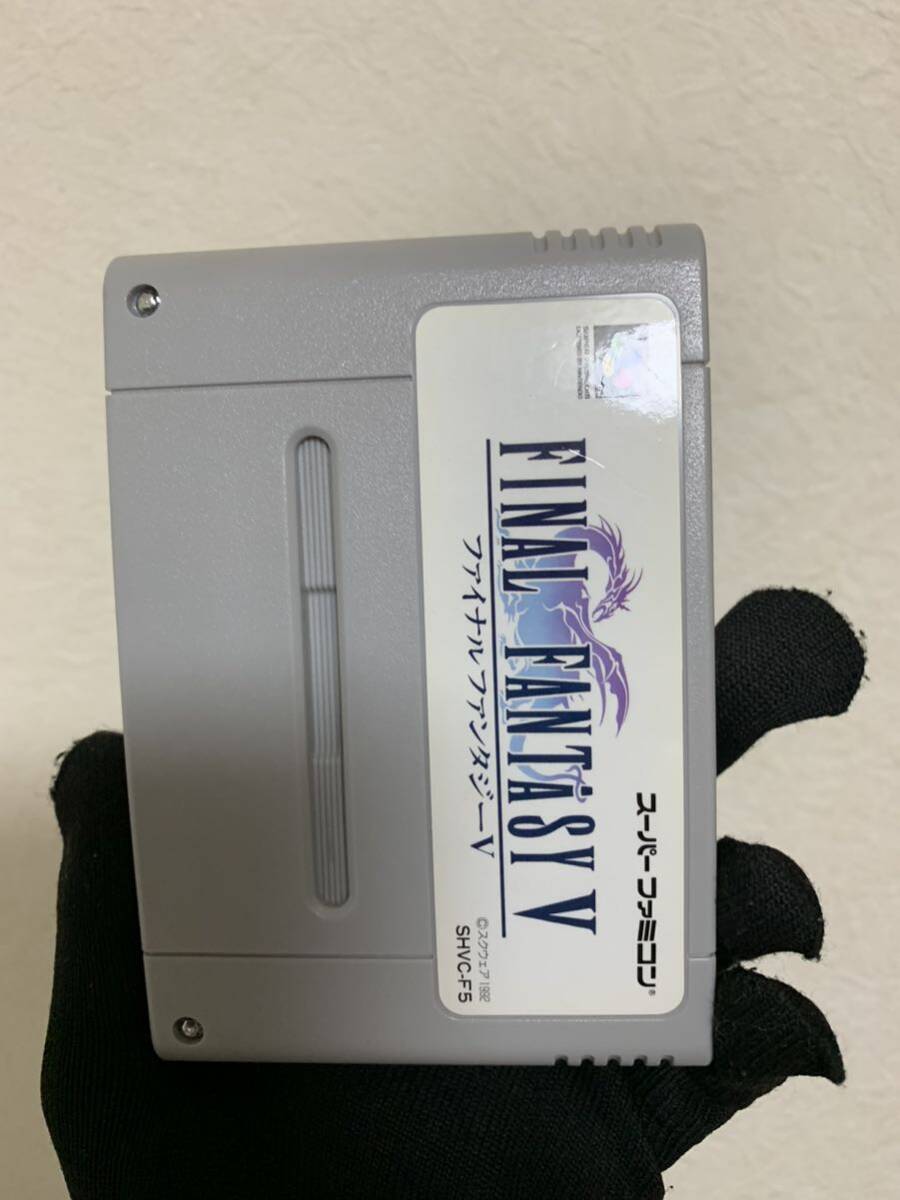 スーパーファミコン®
FINAL FANTASY V
ファイナルファンタジーV
©スクウェア 1992
SHVC-F5